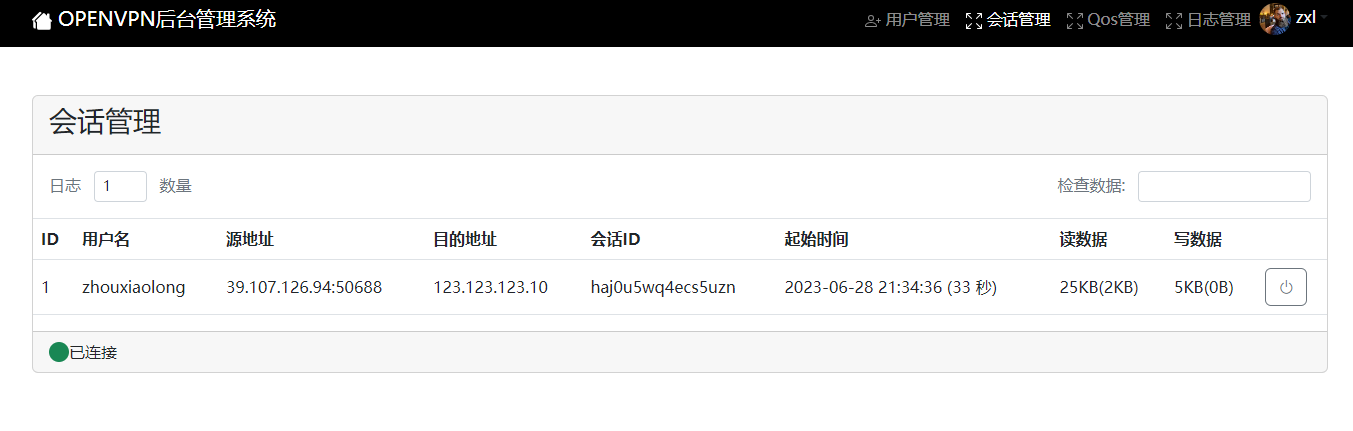 OPENVPN后台管理系统 用户管理 会话管理 Qos管理 日志管理 zxl
会话管理
日志 1 数量 检查数据:
ID 用户名 源地址 目的地址 会话ID 起始时间 读数据 写数据
1 zhouxiaolong 39.107.126.94:50688 123.123.123.10 haj0u5wq4ecs5uzn 2023-06-28 21:34:36 (33 秒) 25KB(2KB) 5KB(0B)
已连接